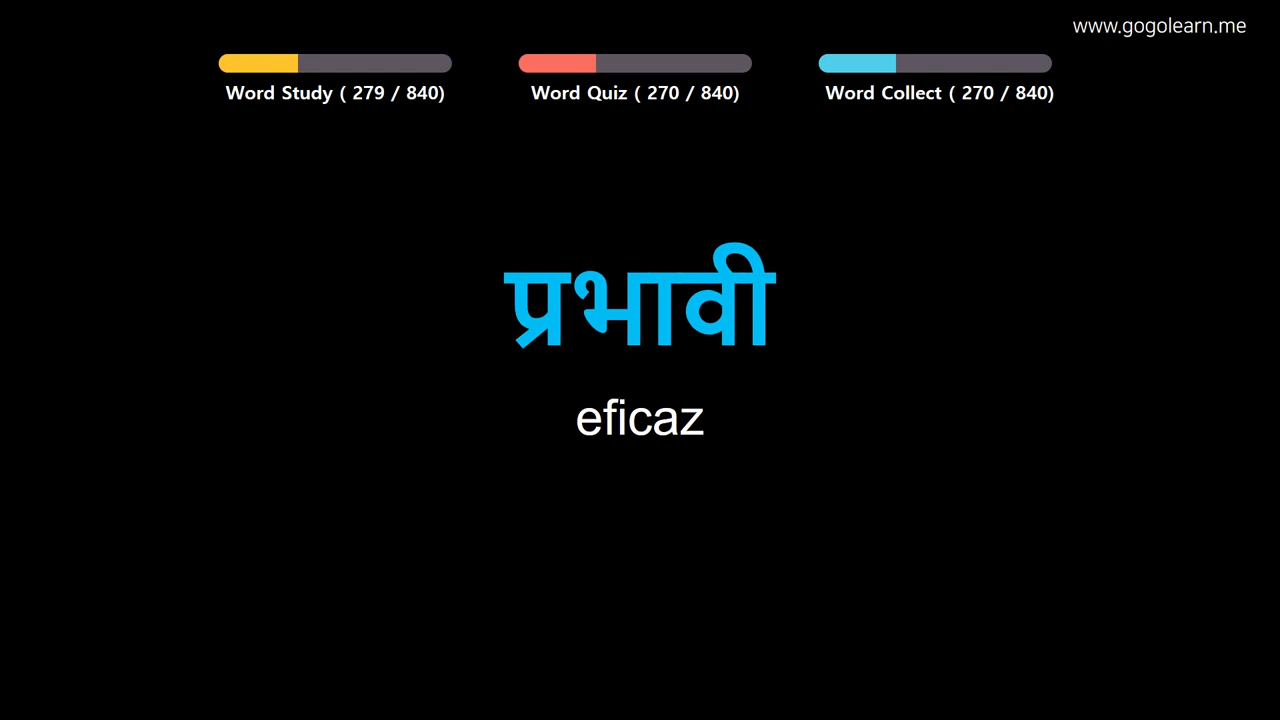 www.gogolearn.me
Word Study ( 279 / 840)
Word Quiz ( 270 / 840)
Word Collect ( 270 / 840)
प्रभावी
eficaz